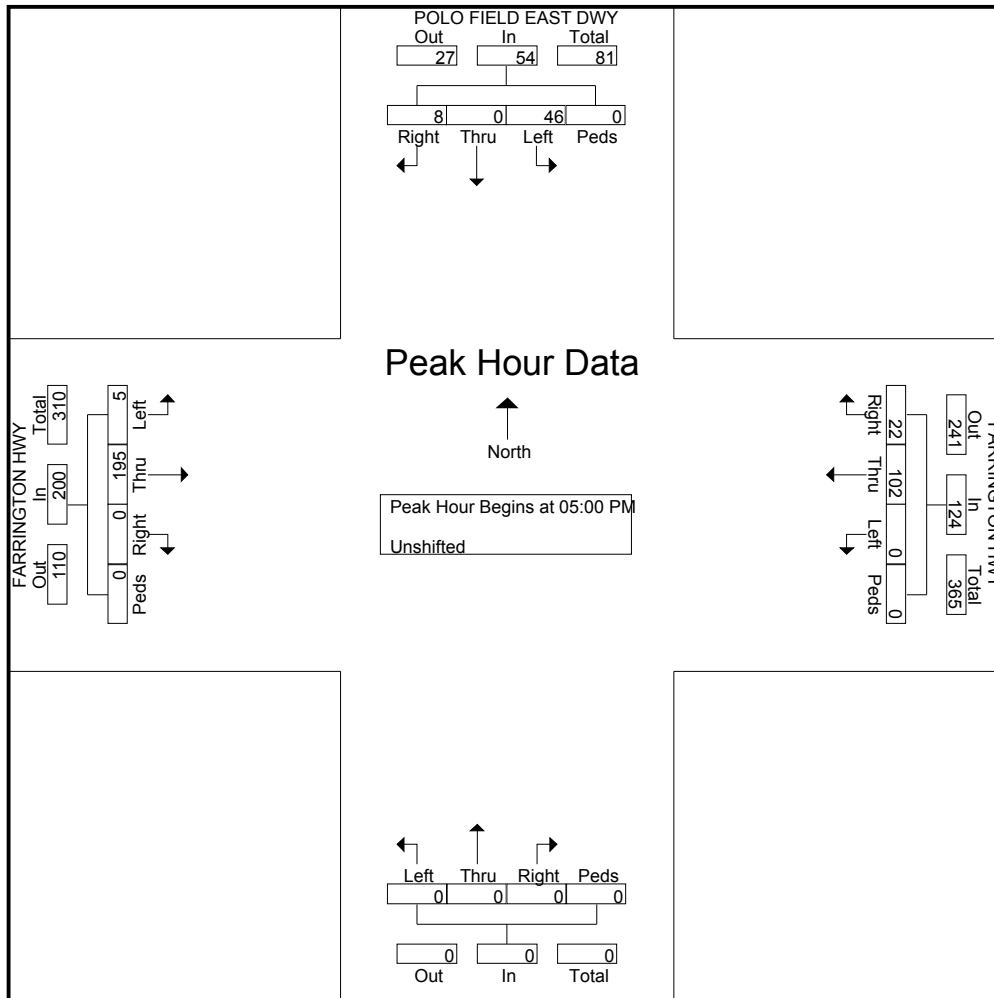 POLO FIELD EAST DWY
Out In Total
27 54 81
8 0 46 0
Right Thru Left Peds
Peak Hour Data
North
Peak Hour Begins at 05:00 PM
Unshifted
FARRINGTON HWY
Total In Out
310 200 110
5 195 0 0
Left Thru Right Peds
Right Thru Left Peds
22 102 0 0
Out In Total
241 124 365
FARRINGTON HWY
Left Thru Right Peds
0 0 0 0
0 0 0
Out In Total